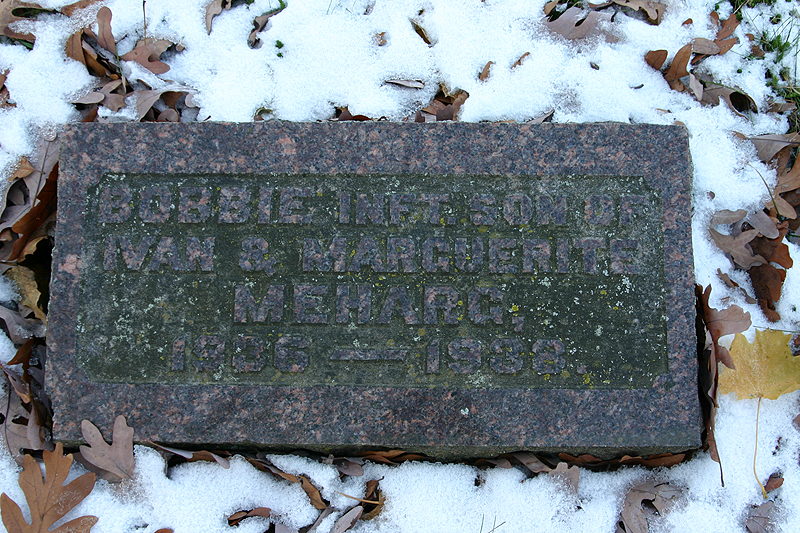 BOBBIE INFT SON OF
IVAN & MARGUERITE
MEHARG,
1936 — 1938.